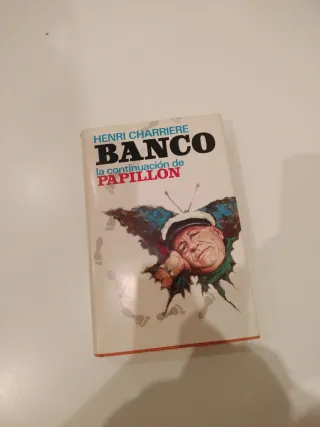 HENRI CHARRIERE
BANCO
la continuación de
PAPILLON